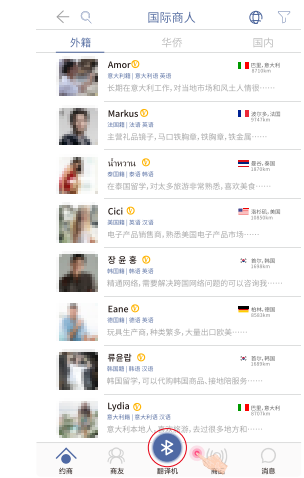 国际商人
外籍 华侨 国内
Amor 巴里, 意大利
意大利籍 | 意大利语 英语 8710km
长期在意大利工作, 对当地市场和风土人情很······
Markus 波尔多, 法国
法国籍 | 法语 英语 9743km
主营礼品镜子, 马口铁胸章, 铁胸章, 铁金属······
น้ำหวาน 曼谷, 泰国
泰国籍 | 泰语 韩语 1879km
在泰国留学, 对太多旅游非常熟悉, 喜欢美食······
Cici 洛杉矶, 美国
美国籍 | 英语 汉语
电子产品销售商, 熟悉美国电子产品市场······
장윤홍 首尔, 韩国
韩国籍 | 韩语 英语 1699km
精通网络, 需要解决跨国网络问题的可以咨询我······
Eane 柏林, 德国
德国籍 | 德语 英语 8583km
玩具生产商, 种类繁多, 大量出口欧美······
류윤람 首尔, 韩国
韩国籍 | 韩语 汉语 1689km
韩国留学, 可以代购韩国商品, 接地陪服务······
Lydia 巴里, 意大利
意大利籍 | 意大利语 汉语 8707km
意大利本地人, 喜欢旅游, 去过很多地方和······
约商 商友 翻译机 商圈 消息